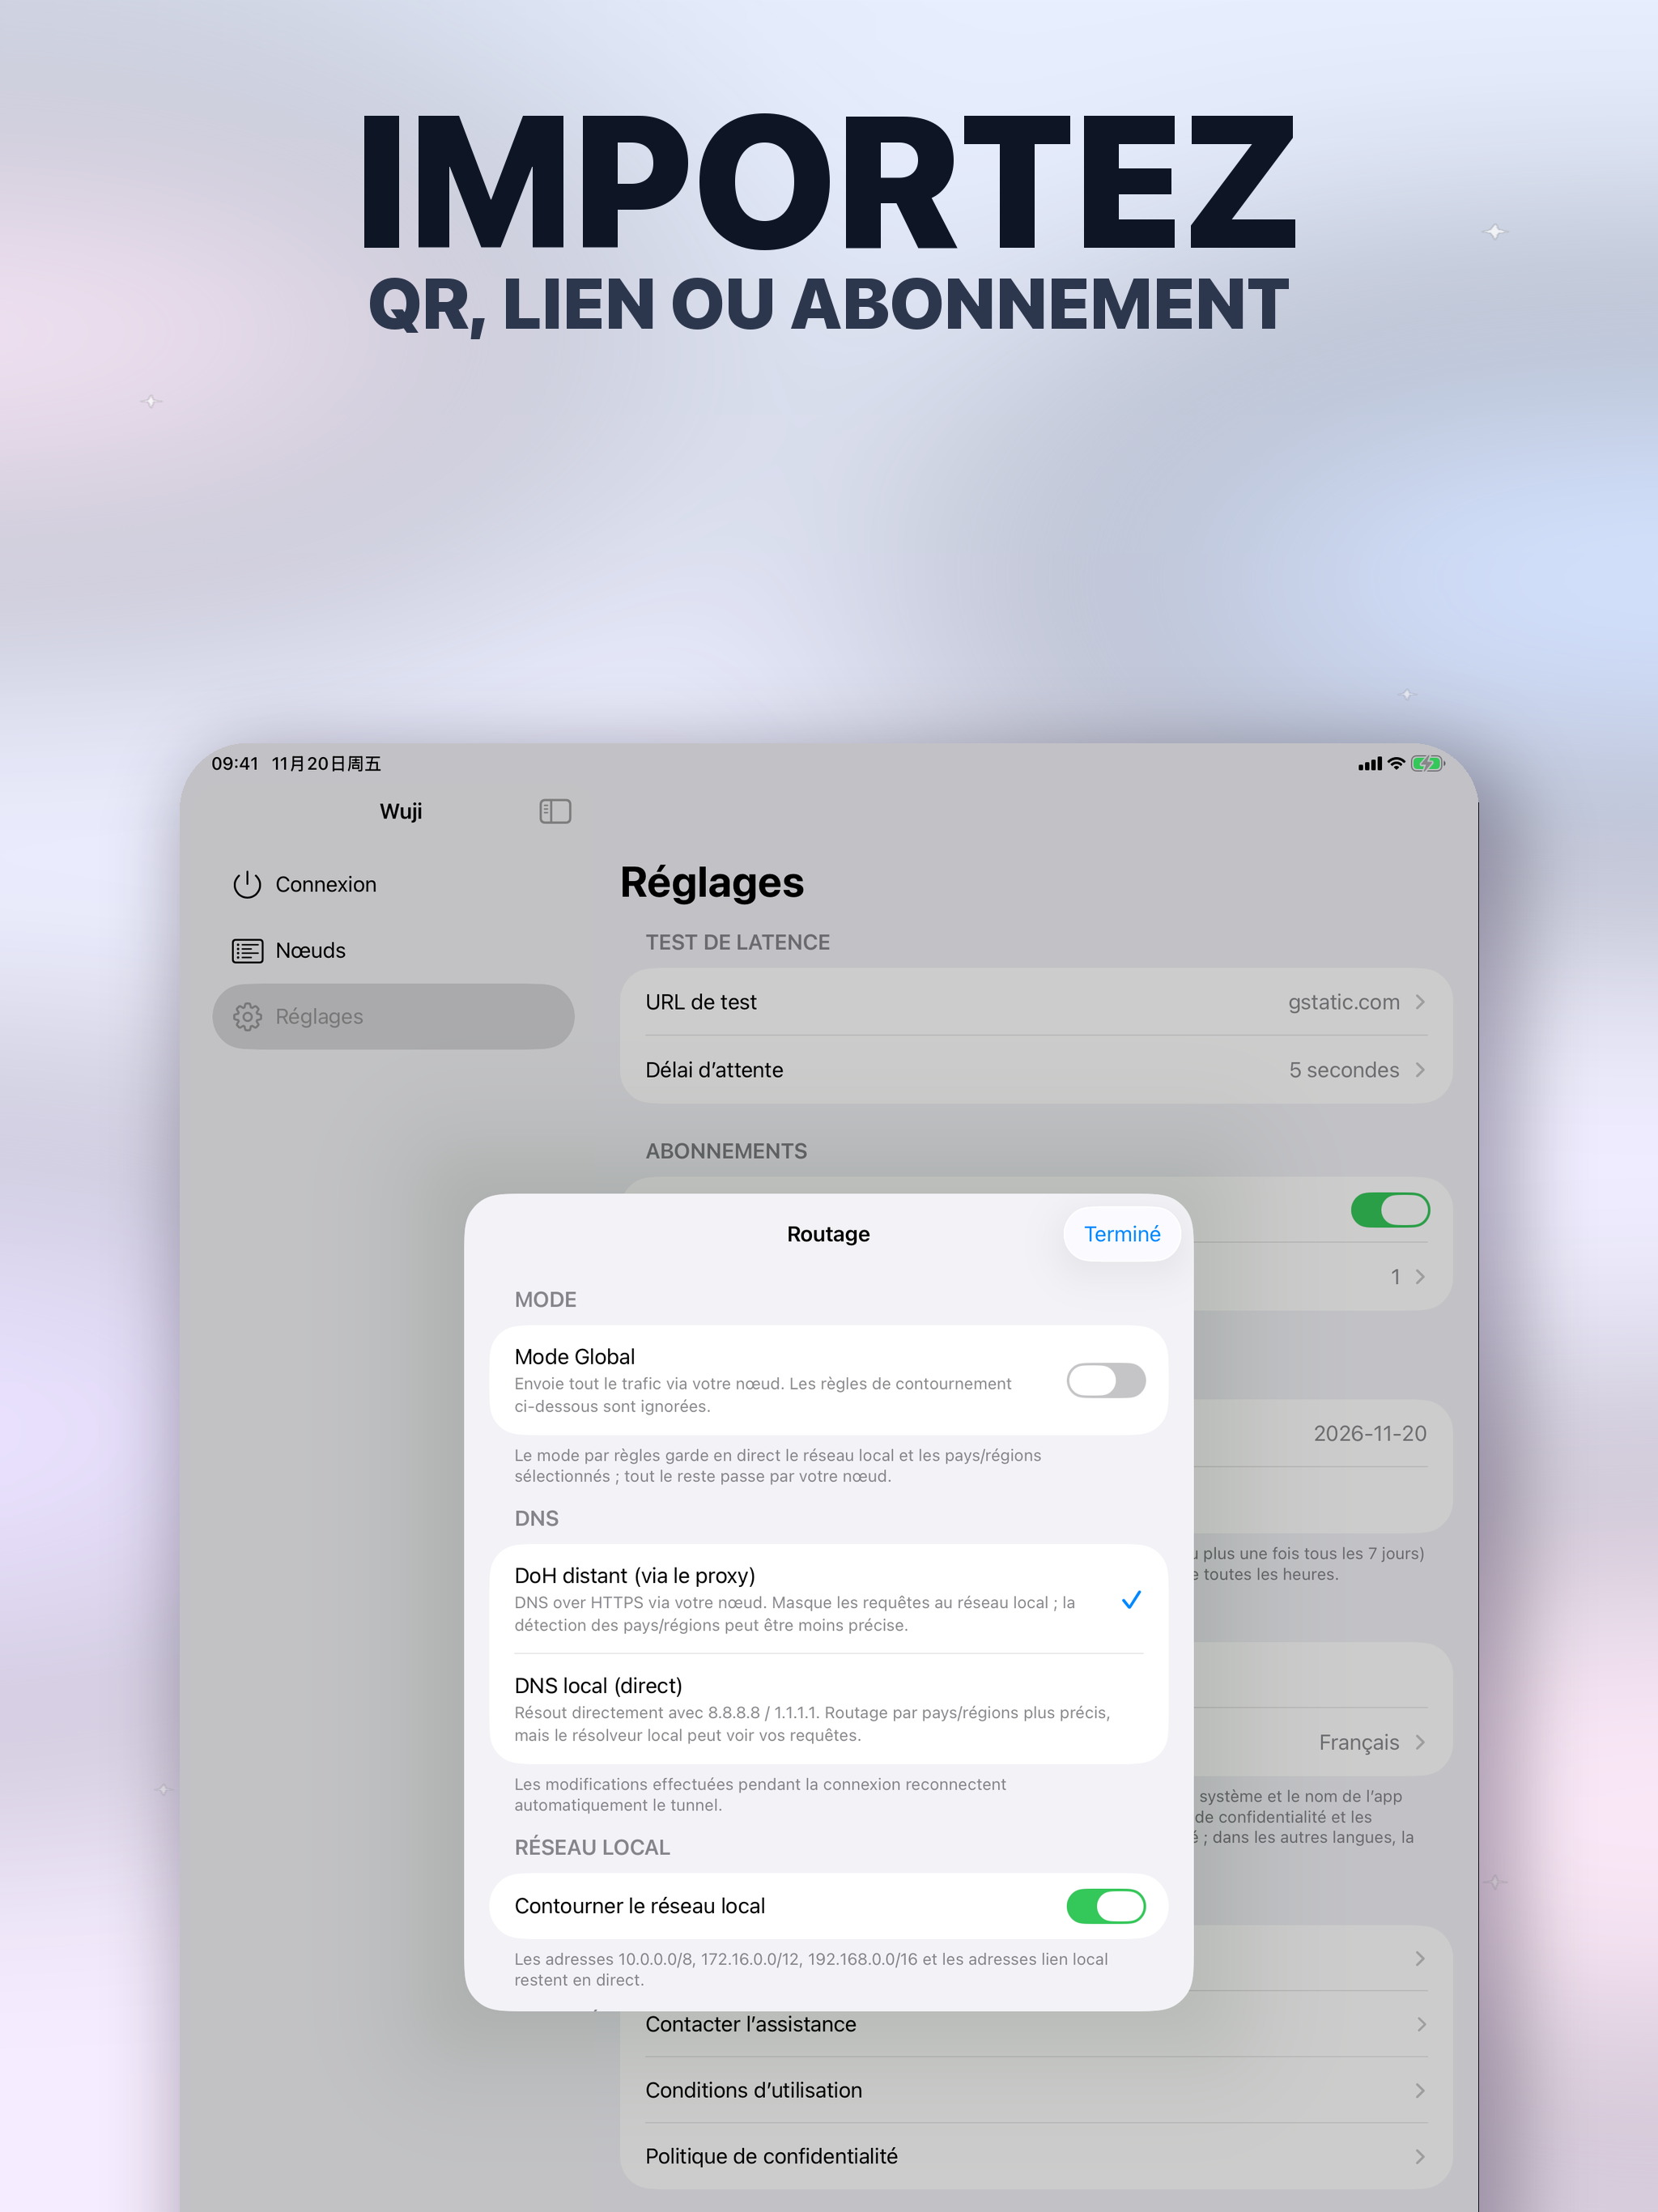 IMPORTEZ
QR, LIEN OU ABONNEMENT
09:41 11月20日周五
Wuji
Connexion
Nœuds
Réglages
Réglages
TEST DE LATENCE
URL de test gstatic.com
Délai d’attente 5 secondes
ABONNEMENTS
1
2026-11-20
plus une fois tous les 7 jours)
toutes les heures.
Français
système et le nom de l’app
de confidentialité et les
; dans les autres langues, la
Routage Terminé
MODE
Mode Global
Envoie tout le trafic via votre nœud. Les règles de contournement
ci-dessous sont ignorées.
Le mode par règles garde en direct le réseau local et les pays/régions
sélectionnés ; tout le reste passe par votre nœud.
DNS
DoH distant (via le proxy)
DNS over HTTPS via votre nœud. Masque les requêtes au réseau local ; la
détection des pays/régions peut être moins précise.
DNS local (direct)
Résout directement avec 8.8.8.8 / 1.1.1.1. Routage par pays/régions plus précis,
mais le résolveur local peut voir vos requêtes.
Les modifications effectuées pendant la connexion reconnectent
automatiquement le tunnel.
RÉSEAU LOCAL
Contourner le réseau local
Les adresses 10.0.0.0/8, 172.16.0.0/12, 192.168.0.0/16 et les adresses lien local
restent en direct.
Contacter l’assistance
Conditions d’utilisation
Politique de confidentialité